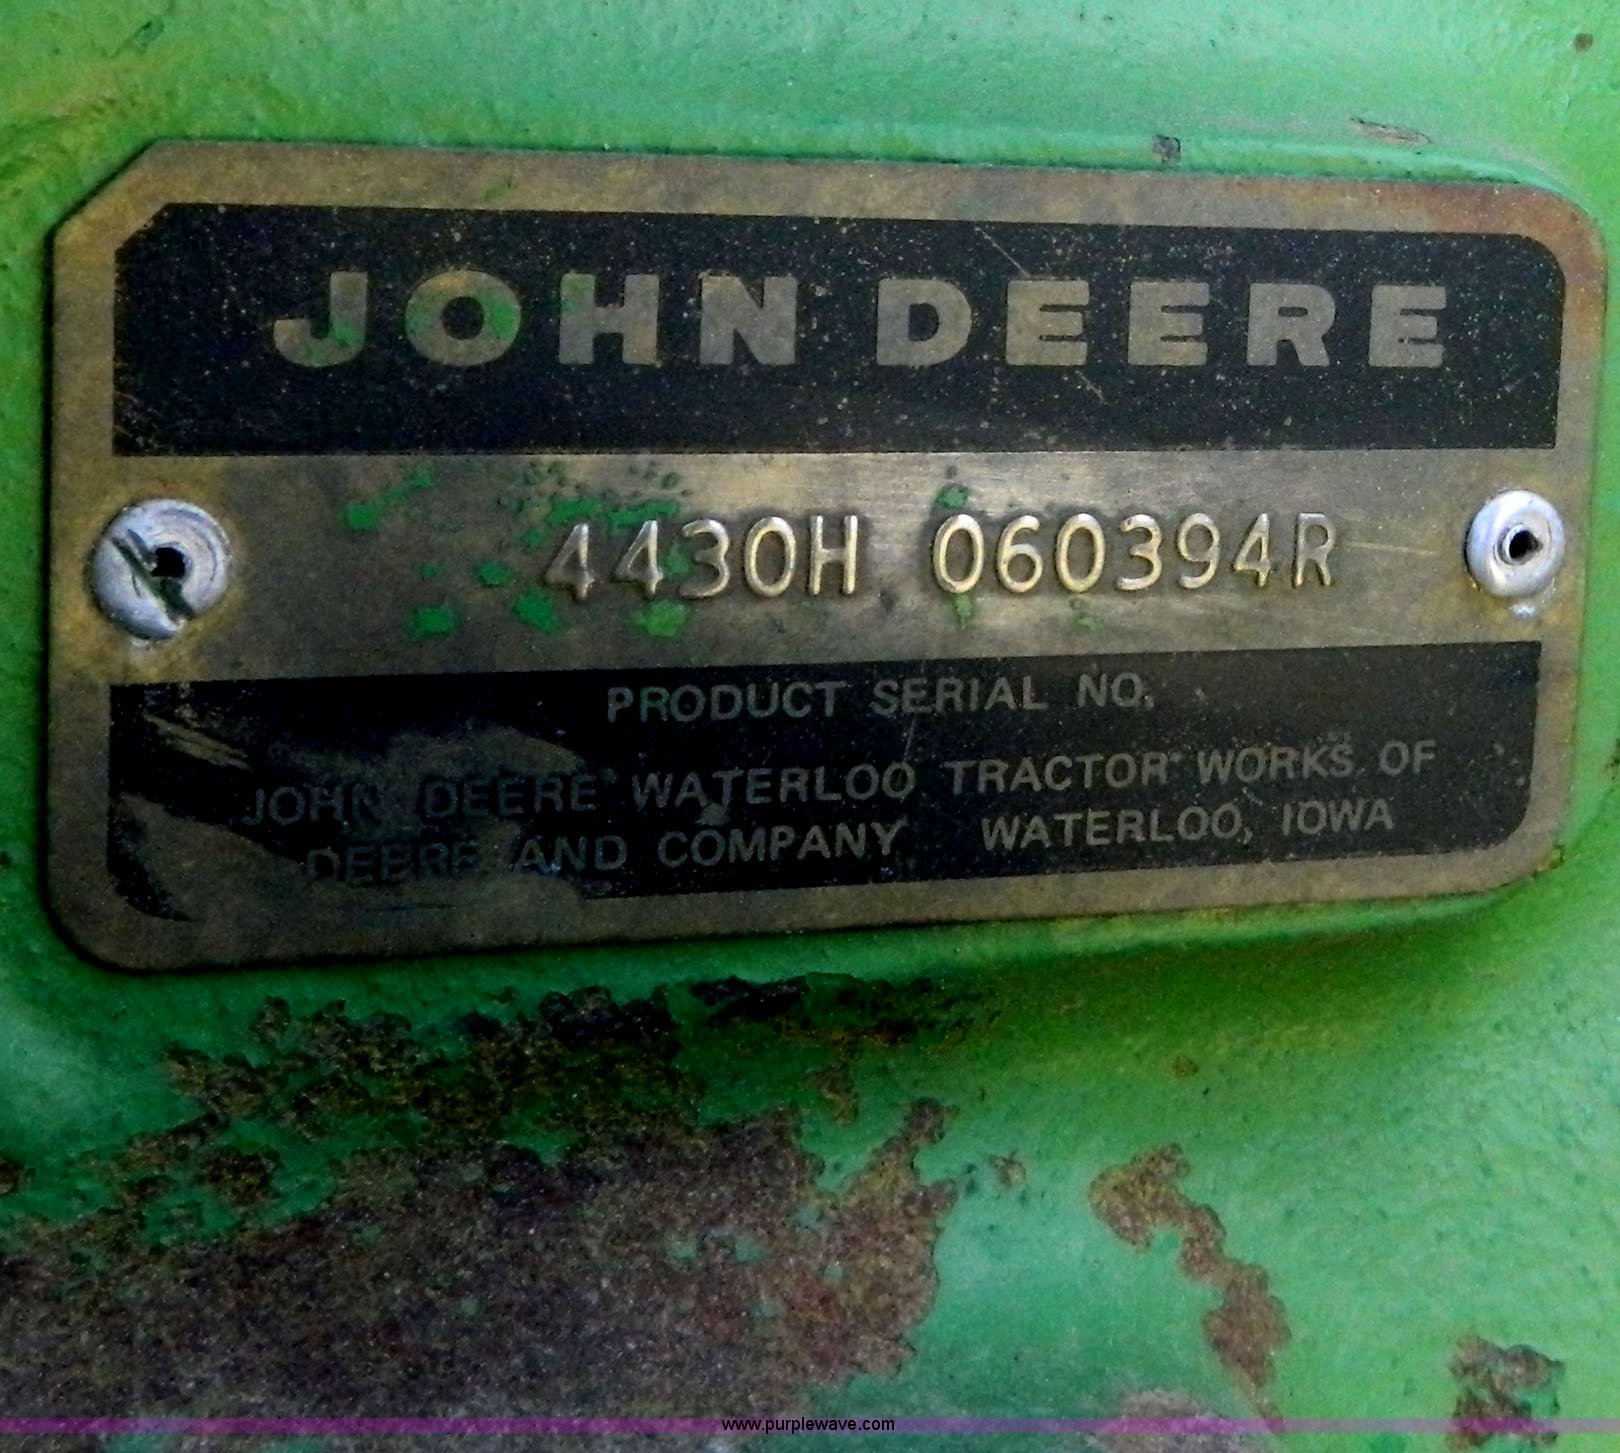 JOHN DEERE
4430H 060394R
PRODUCT SERIAL NO.
JOHN DEERE WATERLOO TRACTOR WORKS OF
DEERE AND COMPANY WATERLOO, IOWA
www.purplewave.com